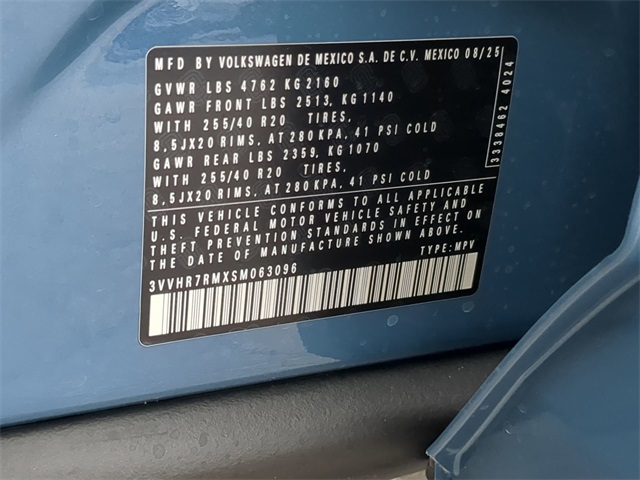 MFD BY VOLKSWAGEN DE MEXICO S.A. DE C.V. MEXICO 08/25
GVWR LBS 4762 KG 2160
GAWR FRONT LBS 2513, KG 1140
WITH 255/40 R20 TIRES,
8,5JX20 RIMS, AT 280 KPA, 41 PSI COLD
GAWR REAR LBS 2359, KG 1070
WITH 255/40 R20 TIRES,
8,5JX20 RIMS, AT 280 KPA, 41 PSI COLD
THIS VEHICLE CONFORMS TO ALL APPLICABLE
U.S. FEDERAL MOTOR VEHICLE SAFETY AND
THEFT PREVENTION STANDARDS IN EFFECT ON
THE DATE OF MANUFACTURE SHOWN ABOVE.
3VVHR7RMXSM063096 TYPE: MPV
3338462 4024